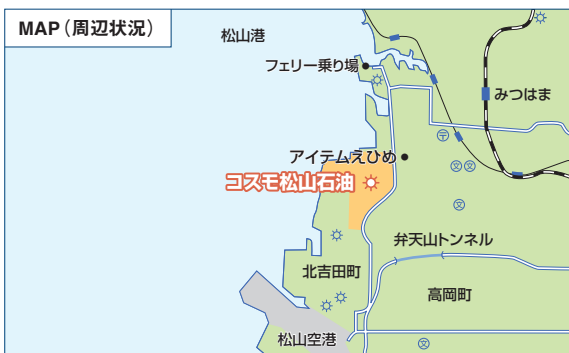 MAP（周辺状況）
松山港
フェリー乗り場
みつはま
アイテムえひめ
コスモ松山石油
弁天山トンネル
北吉田町
高岡町
松山空港